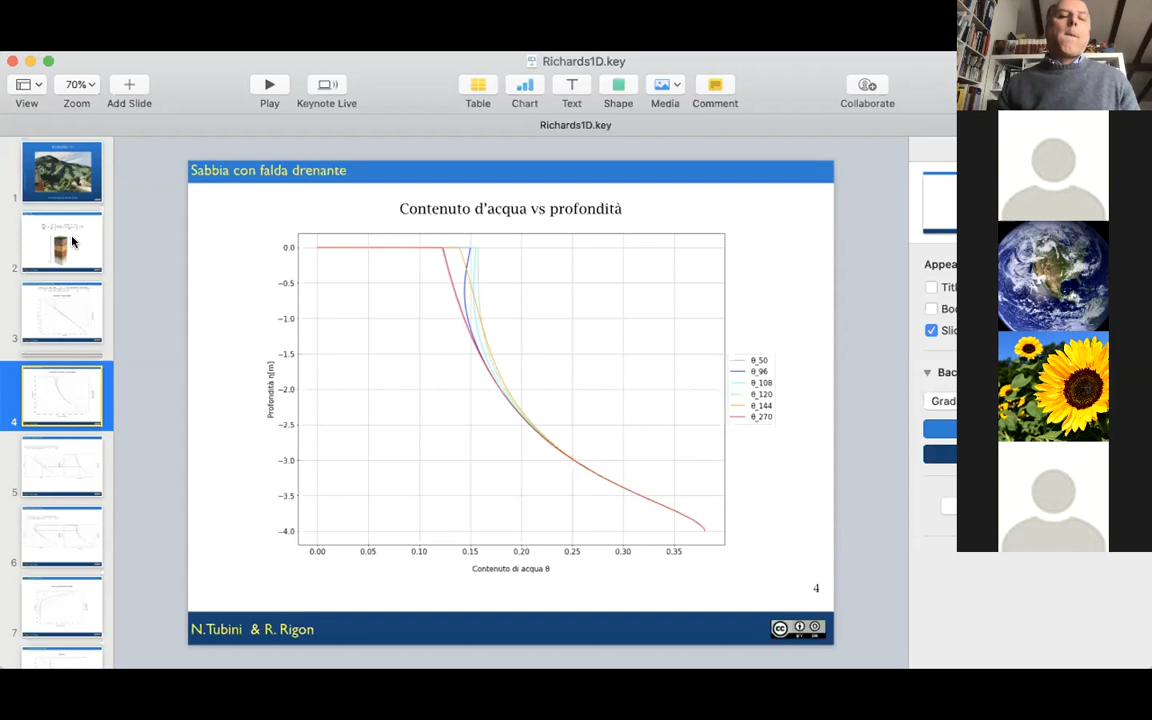 Richards1D.key
70%
View
Zoom
Add Slide
Play
Keynote Live
Table
Chart
Text
Shape
Media
Comment
Collaborate
Richards1D.key
1
2
3
4
5
6
7
Sabbia con falda drenante
Contenuto d'acqua vs profondità
0.0
−0.5
−1.0
−1.5
−2.0
−2.5
−3.0
−3.5
−4.0
Profondità η[m]
0.00 0.05 0.10 0.15 0.20 0.25 0.30 0.35
Contenuto di acqua θ
θ_50
θ_96
θ_108
θ_120
θ_144
θ_270
4
N.Tubini & R. Rigon
cc
BY
Appea
Titl
Bod
Slid
Bac
Grad